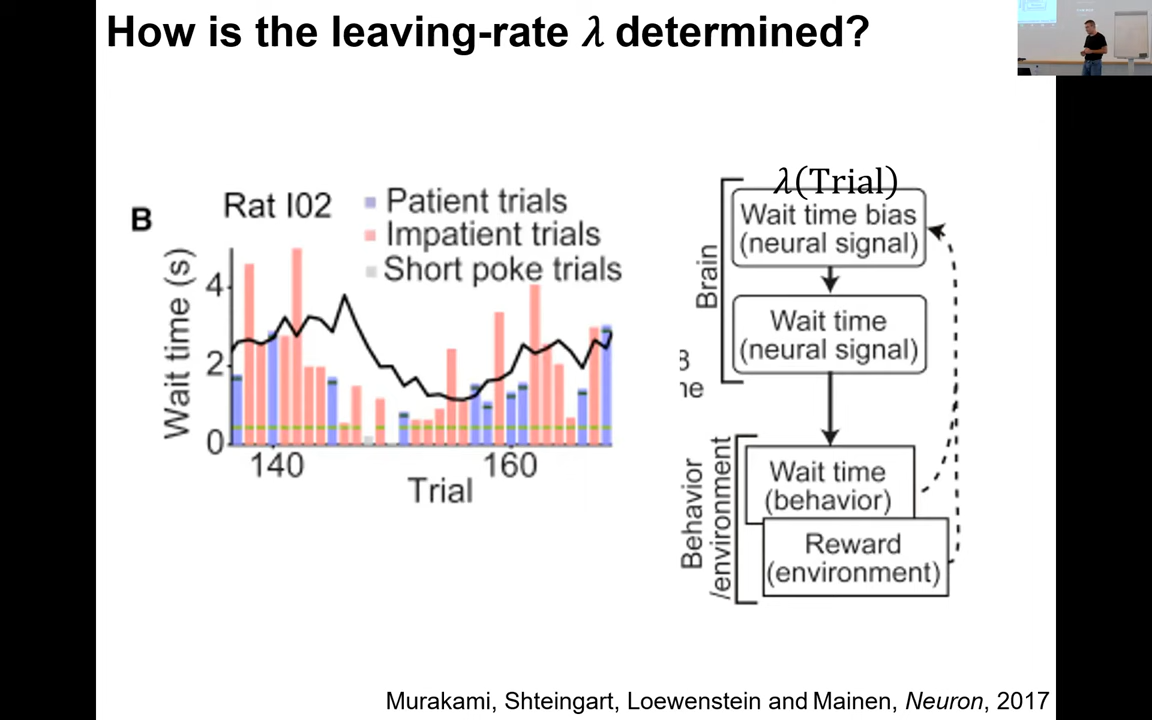 How is the leaving-rate λ determined?
B
Rat I02
Patient trials
Impatient trials
Short poke trials
Wait time (s)
4
2
0
140
160
Trial
λ(Trial)
Brain
Wait time bias
(neural signal)
Wait time
(neural signal)
Behavior
/environment
Wait time
(behavior)
Reward
(environment)
Murakami, Shteingart, Loewenstein and Mainen, Neuron, 2017